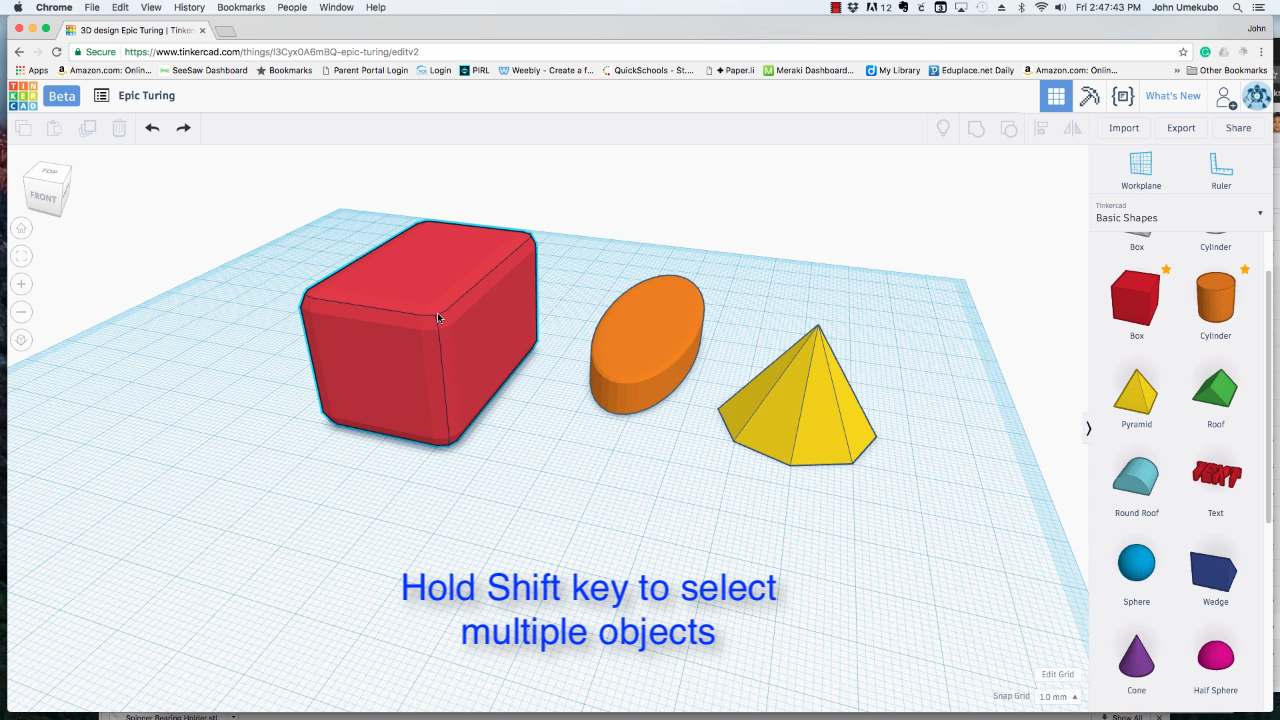 Chrome File Edit View History Bookmarks People Window Help 12 3 Fri 2:47:43 PM John Umekubo
3D design Epic Turing | Tinker John
Secure https://www.tinkercad.com/things/l3Cyx0A6mBQ-epic-turing/editv2
Apps Amazon.com: Onlin... SeeSaw Dashboard Bookmarks Parent Portal Login Login PiRL Weebly - Create a f... QuickSchools - St... + Paper.li Meraki Dashboard... My Library Eduplace.net Daily Amazon.com: Onlin... » Other Bookmarks
TIN KER CAD Beta Epic Turing What's New
Import Export Share
TOP
FRONT
Workplane Ruler
Tinkercad
Basic Shapes
Box Cylinder
Box Cylinder
Pyramid Roof
TEXT
Round Roof Text
Sphere Wedge
Cone Half Sphere
Hold Shift key to select
multiple objects
Edit Grid
Snap Grid 1.0 mm
Spinner Bearing Holder.stl Show All